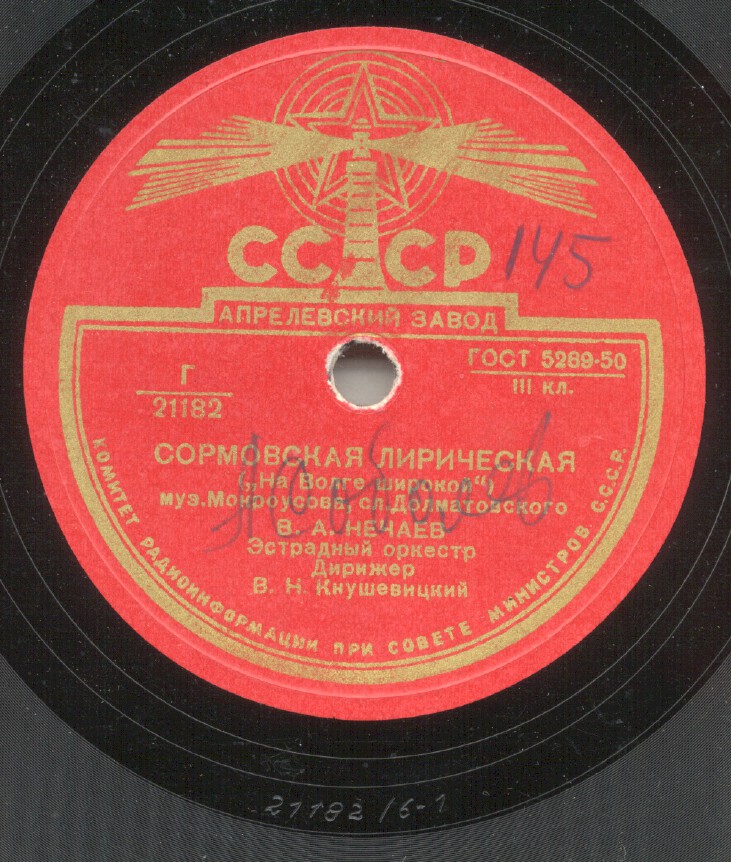 СССР
145
АПРЕЛЕВСКИЙ ЗАВОД
Г
21182
ГОСТ 5289-50
III кл.
СОРМОВСКАЯ ЛИРИЧЕСКАЯ
(„На Волге широкой“)
муз. Мокроусова, сл. Долматовского
В. А. НЕЧАЕВ
Эстрадный оркестр
Дирижер
В. Н. Кнушевицкий
КОМИТЕТ РАДИОИНФОРМАЦИИ ПРИ СОВЕТЕ МИНИСТРОВ С.С.С.Р.
21182 /6-1